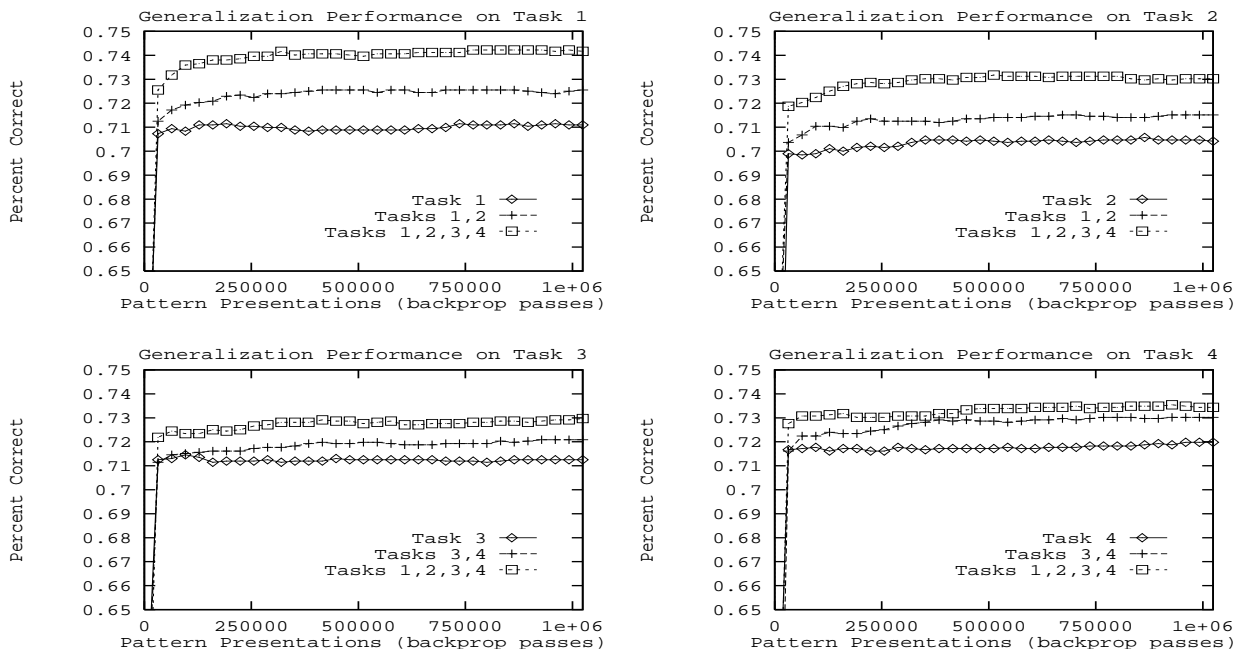 Generalization Performance on Task 1
0.75
0.74
0.73
0.72
0.71
0.7
0.69
0.68
0.67
0.66
0.65
Percent Correct
Task 1
Tasks 1,2
Tasks 1,2,3,4
0 250000 500000 750000 1e+06
Pattern Presentations (backprop passes)
Generalization Performance on Task 2
0.75
0.74
0.73
0.72
0.71
0.7
0.69
0.68
0.67
0.66
0.65
Percent Correct
Task 2
Tasks 1,2
Tasks 1,2,3,4
0 250000 500000 750000 1e+06
Pattern Presentations (backprop passes)
Generalization Performance on Task 3
0.75
0.74
0.73
0.72
0.71
0.7
0.69
0.68
0.67
0.66
0.65
Percent Correct
Task 3
Tasks 3,4
Tasks 1,2,3,4
0 250000 500000 750000 1e+06
Pattern Presentations (backprop passes)
Generalization Performance on Task 4
0.75
0.74
0.73
0.72
0.71
0.7
0.69
0.68
0.67
0.66
0.65
Percent Correct
Task 4
Tasks 3,4
Tasks 1,2,3,4
0 250000 500000 750000 1e+06
Pattern Presentations (backprop passes)